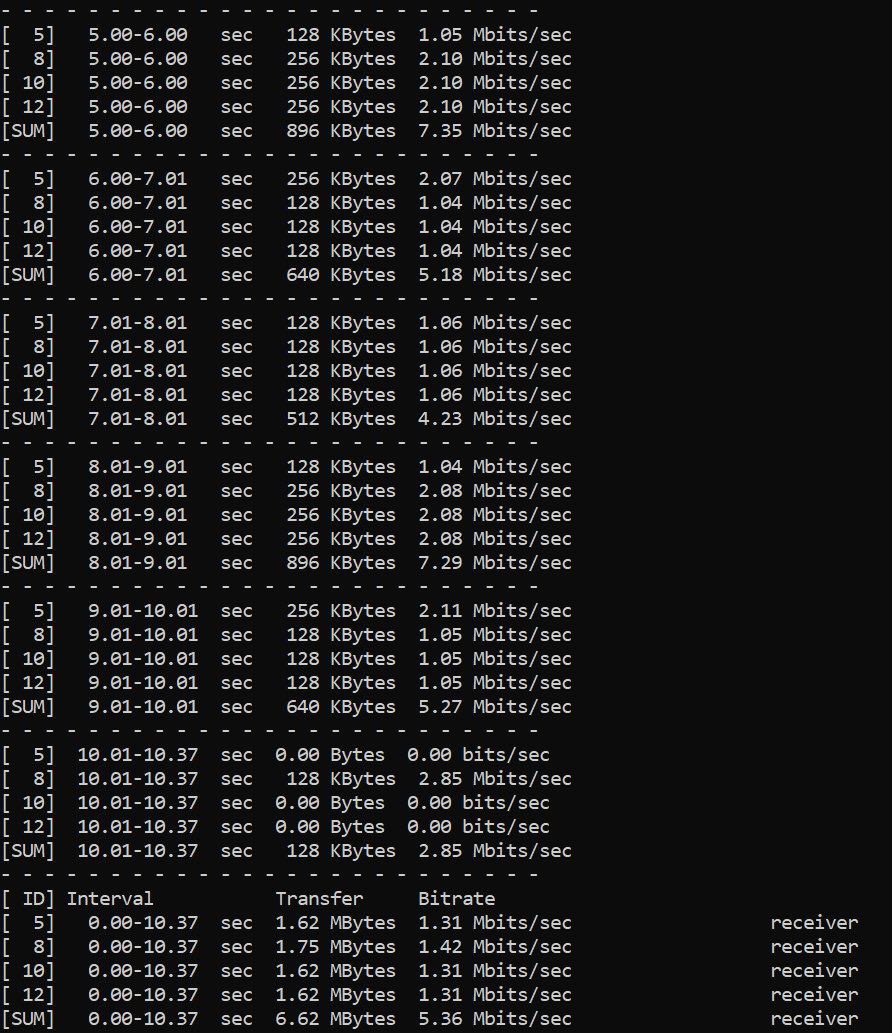 - - - - - - - - - - - - - - - - - - - - - - - - -
[  5]   5.00-6.00   sec   128 KBytes  1.05 Mbits/sec
[  8]   5.00-6.00   sec   256 KBytes  2.10 Mbits/sec
[ 10]   5.00-6.00   sec   256 KBytes  2.10 Mbits/sec
[ 12]   5.00-6.00   sec   256 KBytes  2.10 Mbits/sec
[SUM]   5.00-6.00   sec   896 KBytes  7.35 Mbits/sec
- - - - - - - - - - - - - - - - - - - - - - - - -
[  5]   6.00-7.01   sec   256 KBytes  2.07 Mbits/sec
[  8]   6.00-7.01   sec   128 KBytes  1.04 Mbits/sec
[ 10]   6.00-7.01   sec   128 KBytes  1.04 Mbits/sec
[ 12]   6.00-7.01   sec   128 KBytes  1.04 Mbits/sec
[SUM]   6.00-7.01   sec   640 KBytes  5.18 Mbits/sec
- - - - - - - - - - - - - - - - - - - - - - - - -
[  5]   7.01-8.01   sec   128 KBytes  1.06 Mbits/sec
[  8]   7.01-8.01   sec   128 KBytes  1.06 Mbits/sec
[ 10]   7.01-8.01   sec   128 KBytes  1.06 Mbits/sec
[ 12]   7.01-8.01   sec   128 KBytes  1.06 Mbits/sec
[SUM]   7.01-8.01   sec   512 KBytes  4.23 Mbits/sec
- - - - - - - - - - - - - - - - - - - - - - - - -
[  5]   8.01-9.01   sec   128 KBytes  1.04 Mbits/sec
[  8]   8.01-9.01   sec   256 KBytes  2.08 Mbits/sec
[ 10]   8.01-9.01   sec   256 KBytes  2.08 Mbits/sec
[ 12]   8.01-9.01   sec   256 KBytes  2.08 Mbits/sec
[SUM]   8.01-9.01   sec   896 KBytes  7.29 Mbits/sec
- - - - - - - - - - - - - - - - - - - - - - - - -
[  5]   9.01-10.01  sec   256 KBytes  2.11 Mbits/sec
[  8]   9.01-10.01  sec   128 KBytes  1.05 Mbits/sec
[ 10]   9.01-10.01  sec   128 KBytes  1.05 Mbits/sec
[ 12]   9.01-10.01  sec   128 KBytes  1.05 Mbits/sec
[SUM]   9.01-10.01  sec   640 KBytes  5.27 Mbits/sec
- - - - - - - - - - - - - - - - - - - - - - - - -
[  5]  10.01-10.37  sec  0.00 Bytes  0.00 bits/sec
[  8]  10.01-10.37  sec   128 KBytes  2.85 Mbits/sec
[ 10]  10.01-10.37  sec  0.00 Bytes  0.00 bits/sec
[ 12]  10.01-10.37  sec  0.00 Bytes  0.00 bits/sec
[SUM]  10.01-10.37  sec   128 KBytes  2.85 Mbits/sec
- - - - - - - - - - - - - - - - - - - - - - - - -
[ ID] Interval           Transfer     Bitrate
[  5]   0.00-10.37  sec  1.62 MBytes  1.31 Mbits/sec                  receiver
[  8]   0.00-10.37  sec  1.75 MBytes  1.42 Mbits/sec                  receiver
[ 10]   0.00-10.37  sec  1.62 MBytes  1.31 Mbits/sec                  receiver
[ 12]   0.00-10.37  sec  1.62 MBytes  1.31 Mbits/sec                  receiver
[SUM]   0.00-10.37  sec  6.62 MBytes  5.36 Mbits/sec                  receiver